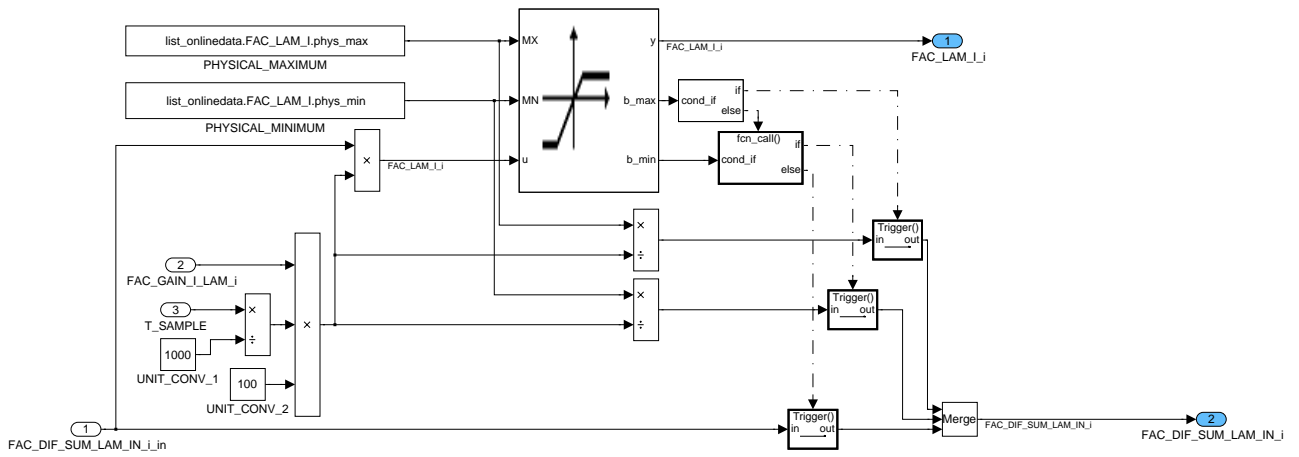 list_onlinedata.FAC_LAM_I.phys_max
PHYSICAL_MAXIMUM
list_onlinedata.FAC_LAM_I.phys_min
PHYSICAL_MINIMUM
MX
MN
u
y
b_max
b_min
FAC_LAM_I_i
1
FAC_LAM_I_i
cond_if
if
else
fcn_call()
cond_if
if
else
×
FAC_LAM_I_i
×
÷
Trigger()
in
out
2
FAC_GAIN_I_LAM_i
3
T_SAMPLE
×
÷
1000
UNIT_CONV_1
100
UNIT_CONV_2
×
×
÷
Trigger()
in
out
1
FAC_DIF_SUM_LAM_IN_i_in
Trigger()
in
out
Merge
FAC_DIF_SUM_LAM_IN_i
2
FAC_DIF_SUM_LAM_IN_i